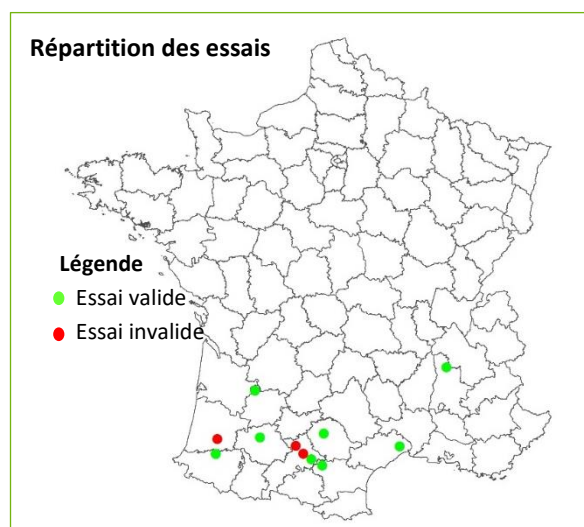 Répartition des essais
Légende
Essai valide
Essai invalide